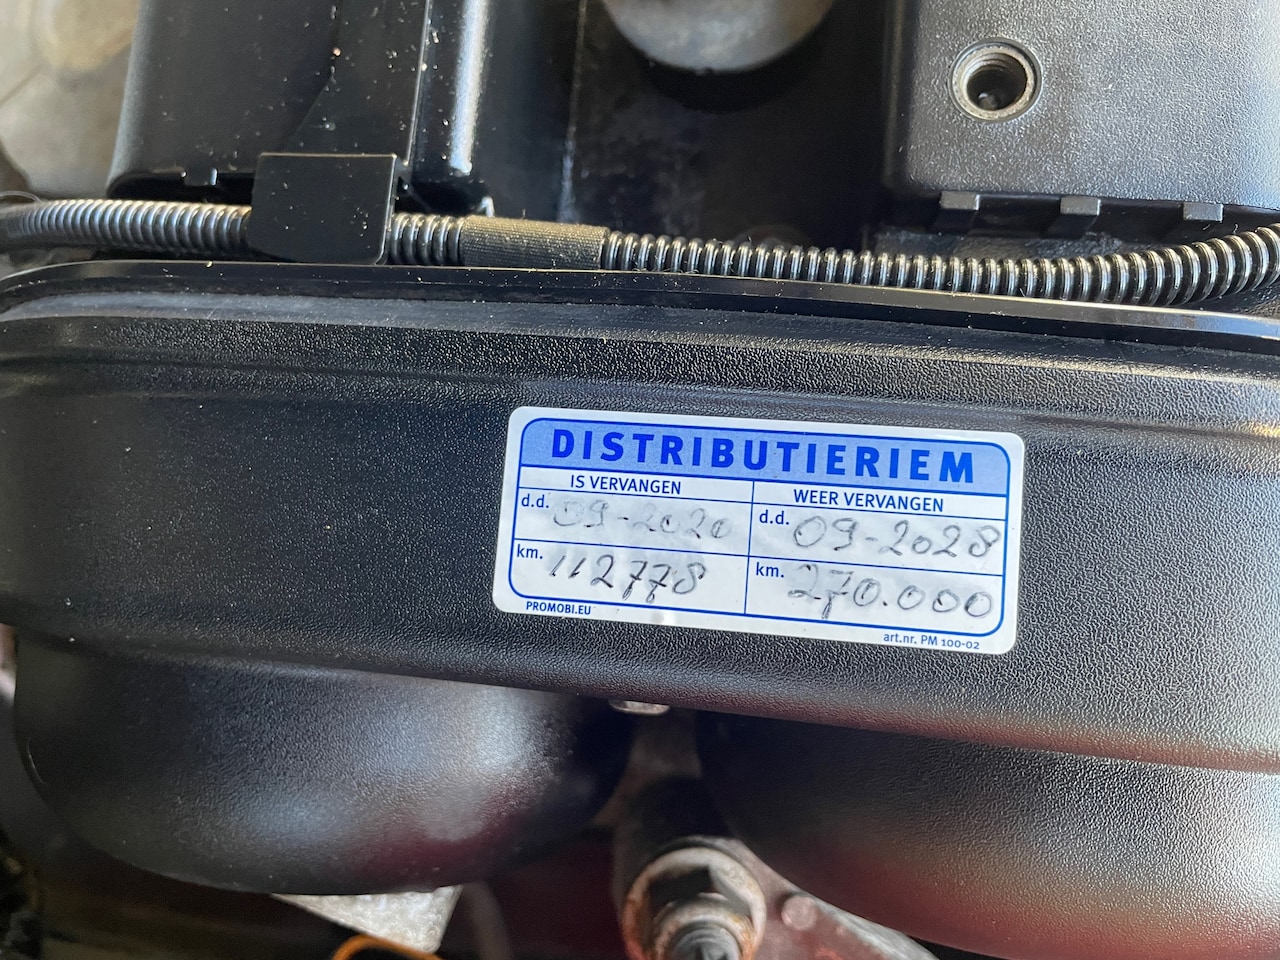 DISTRIBUTIERIEM
IS VERVANGEN
WEER VERVANGEN
d.d. 09-2020
d.d. 09-2028
km. 112778
km. 270.000
PROMOBI.EU
art.nr. PM 100-02